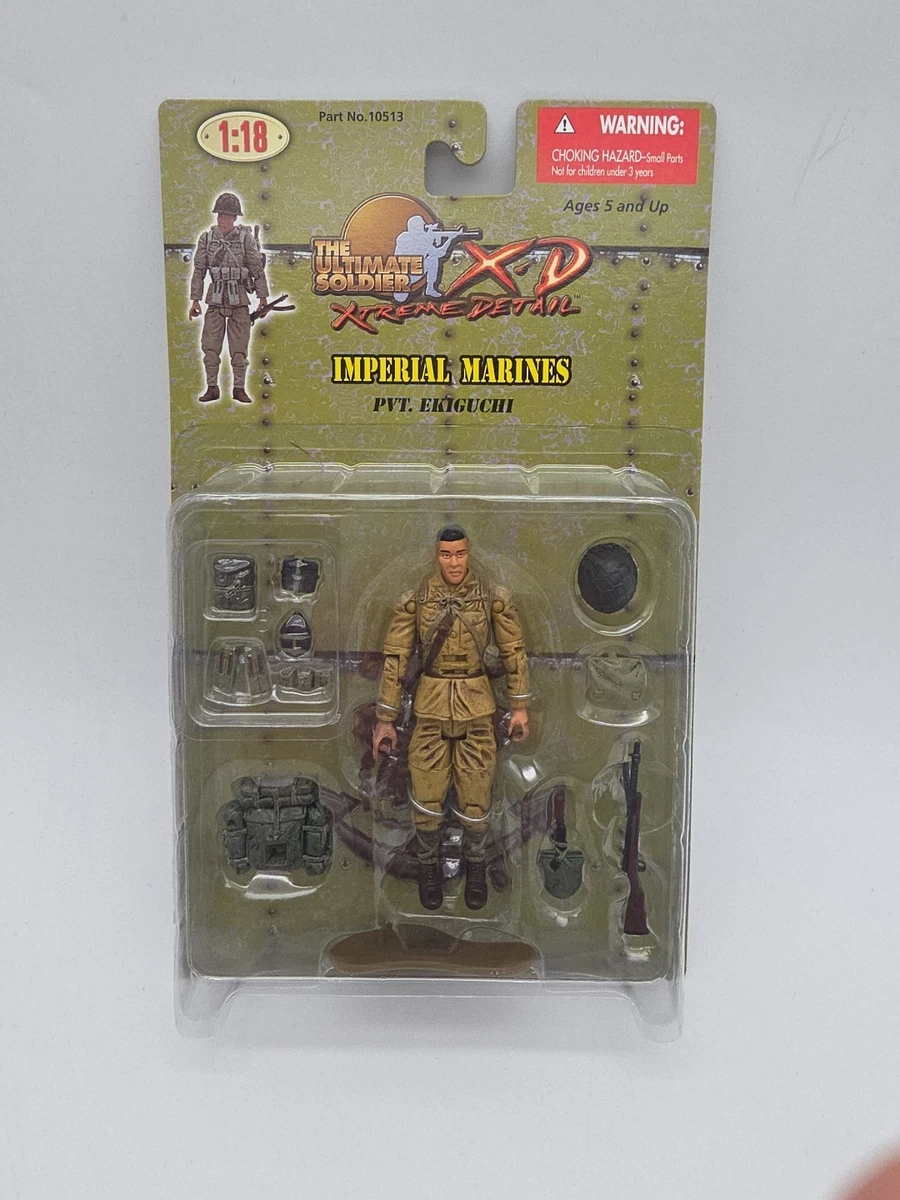 1:18
Part No.10513
WARNING:
CHOKING HAZARD-Small Parts
Not for children under 3 years
Ages 5 and Up
THE
ULTIMATE
SOLDIER
X-D
XTREME DETAIL™
IMPERIAL MARINES
PVT. EKIGUCHI